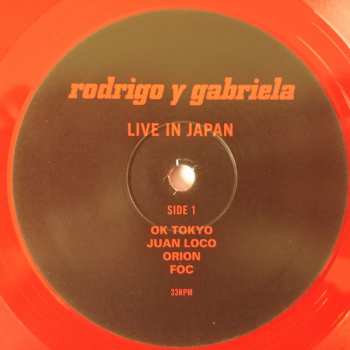 rodrigo y gabriela
LIVE IN JAPAN
SIDE 1
OK TOKYO
JUAN LOCO
ORION
FOC
33RPM